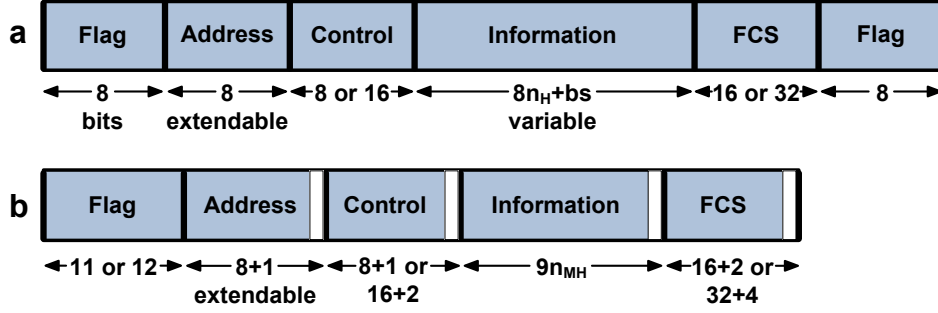 a Flag Address Control Information FCS Flag
8 8 8 or 16 8nH+bs 16 or 32 8
bits extendable variable
b Flag Address Control Information FCS
11 or 12 8+1 8+1 or 9nMH 16+2 or
extendable 16+2 32+4